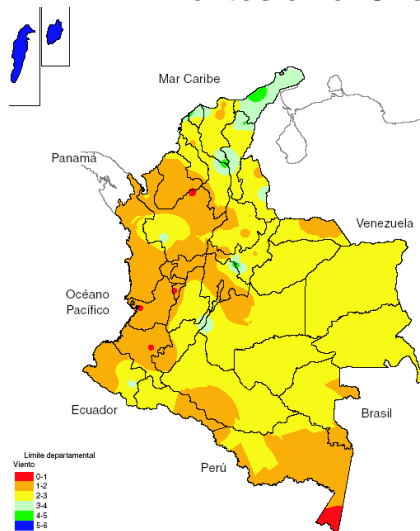 Mar Caribe
Panamá
Venezuela
Océano
Pacífico
Ecuador
Brasil
Perú
Límite departamental
Viento
0-1
1-2
2-3
3-4
4-5
5-6